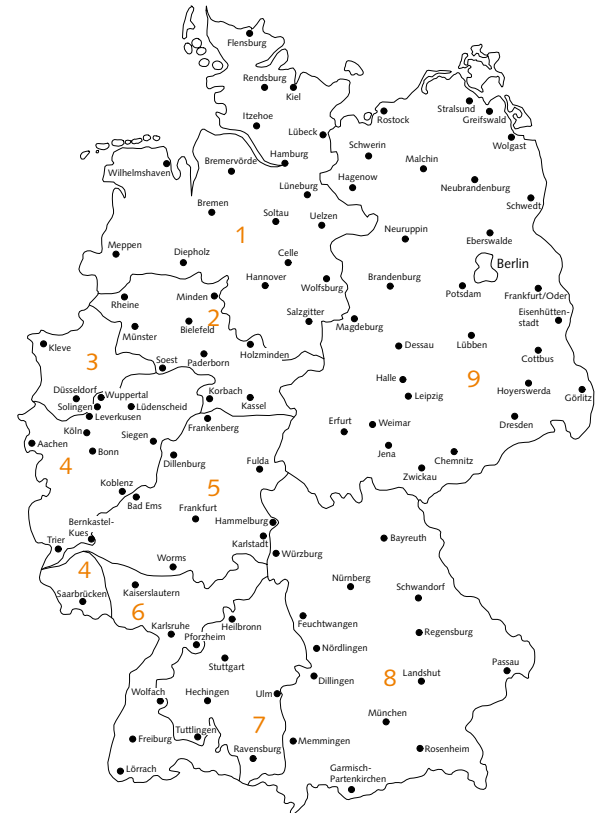 Flensburg
Rendsburg
Kiel
Itzehoe
Lübeck
Hamburg
Bremervörde
Wilhelmshaven
Lüneburg
Bremen
Soltau
Uelzen
1
Meppen
Diepholz
Celle
Hannover
Wolfsburg
Salzgitter
Stralsund
Greifswald
Rostock
Wolgast
Schwerin
Malchin
Hagenow
Neubrandenburg
Schwedt
Neuruppin
Eberswalde
Berlin
Brandenburg
Potsdam
Frankfurt/Oder
Eisenhütten-
stadt
Magdeburg
Dessau
Lübben
Cottbus
Halle
9
Hoyerswerda
Görlitz
Leipzig
Erfurt
Weimar
Dresden
Jena
Chemnitz
Zwickau
Rheine
Minden
2
Münster
Bielefeld
Holzminden
Soest
Paderborn
Kleve
3
Düsseldorf
Wuppertal
Solingen
Lüdenscheid
Leverkusen
Korbach
Kassel
Köln
Siegen
Frankenberg
Aachen
Bonn
4
Dillenburg
Fulda
5
Koblenz
Bad Ems
Frankfurt
Hammelburg
Bernkastel-
Kues
Trier
Karlstadt
Würzburg
Worms
4
Saarbrücken
Kaiserslautern
6
Karlsruhe
Heilbronn
Pforzheim
Stuttgart
Wolfach
Hechingen
Ulm
7
Tuttlingen
Freiburg
Ravensburg
Lörrach
Bayreuth
Nürnberg
Schwandorf
Feuchtwangen
Regensburg
Nördlingen
Passau
Dillingen
8
Landshut
München
Memmingen
Rosenheim
Garmisch-
Partenkirchen